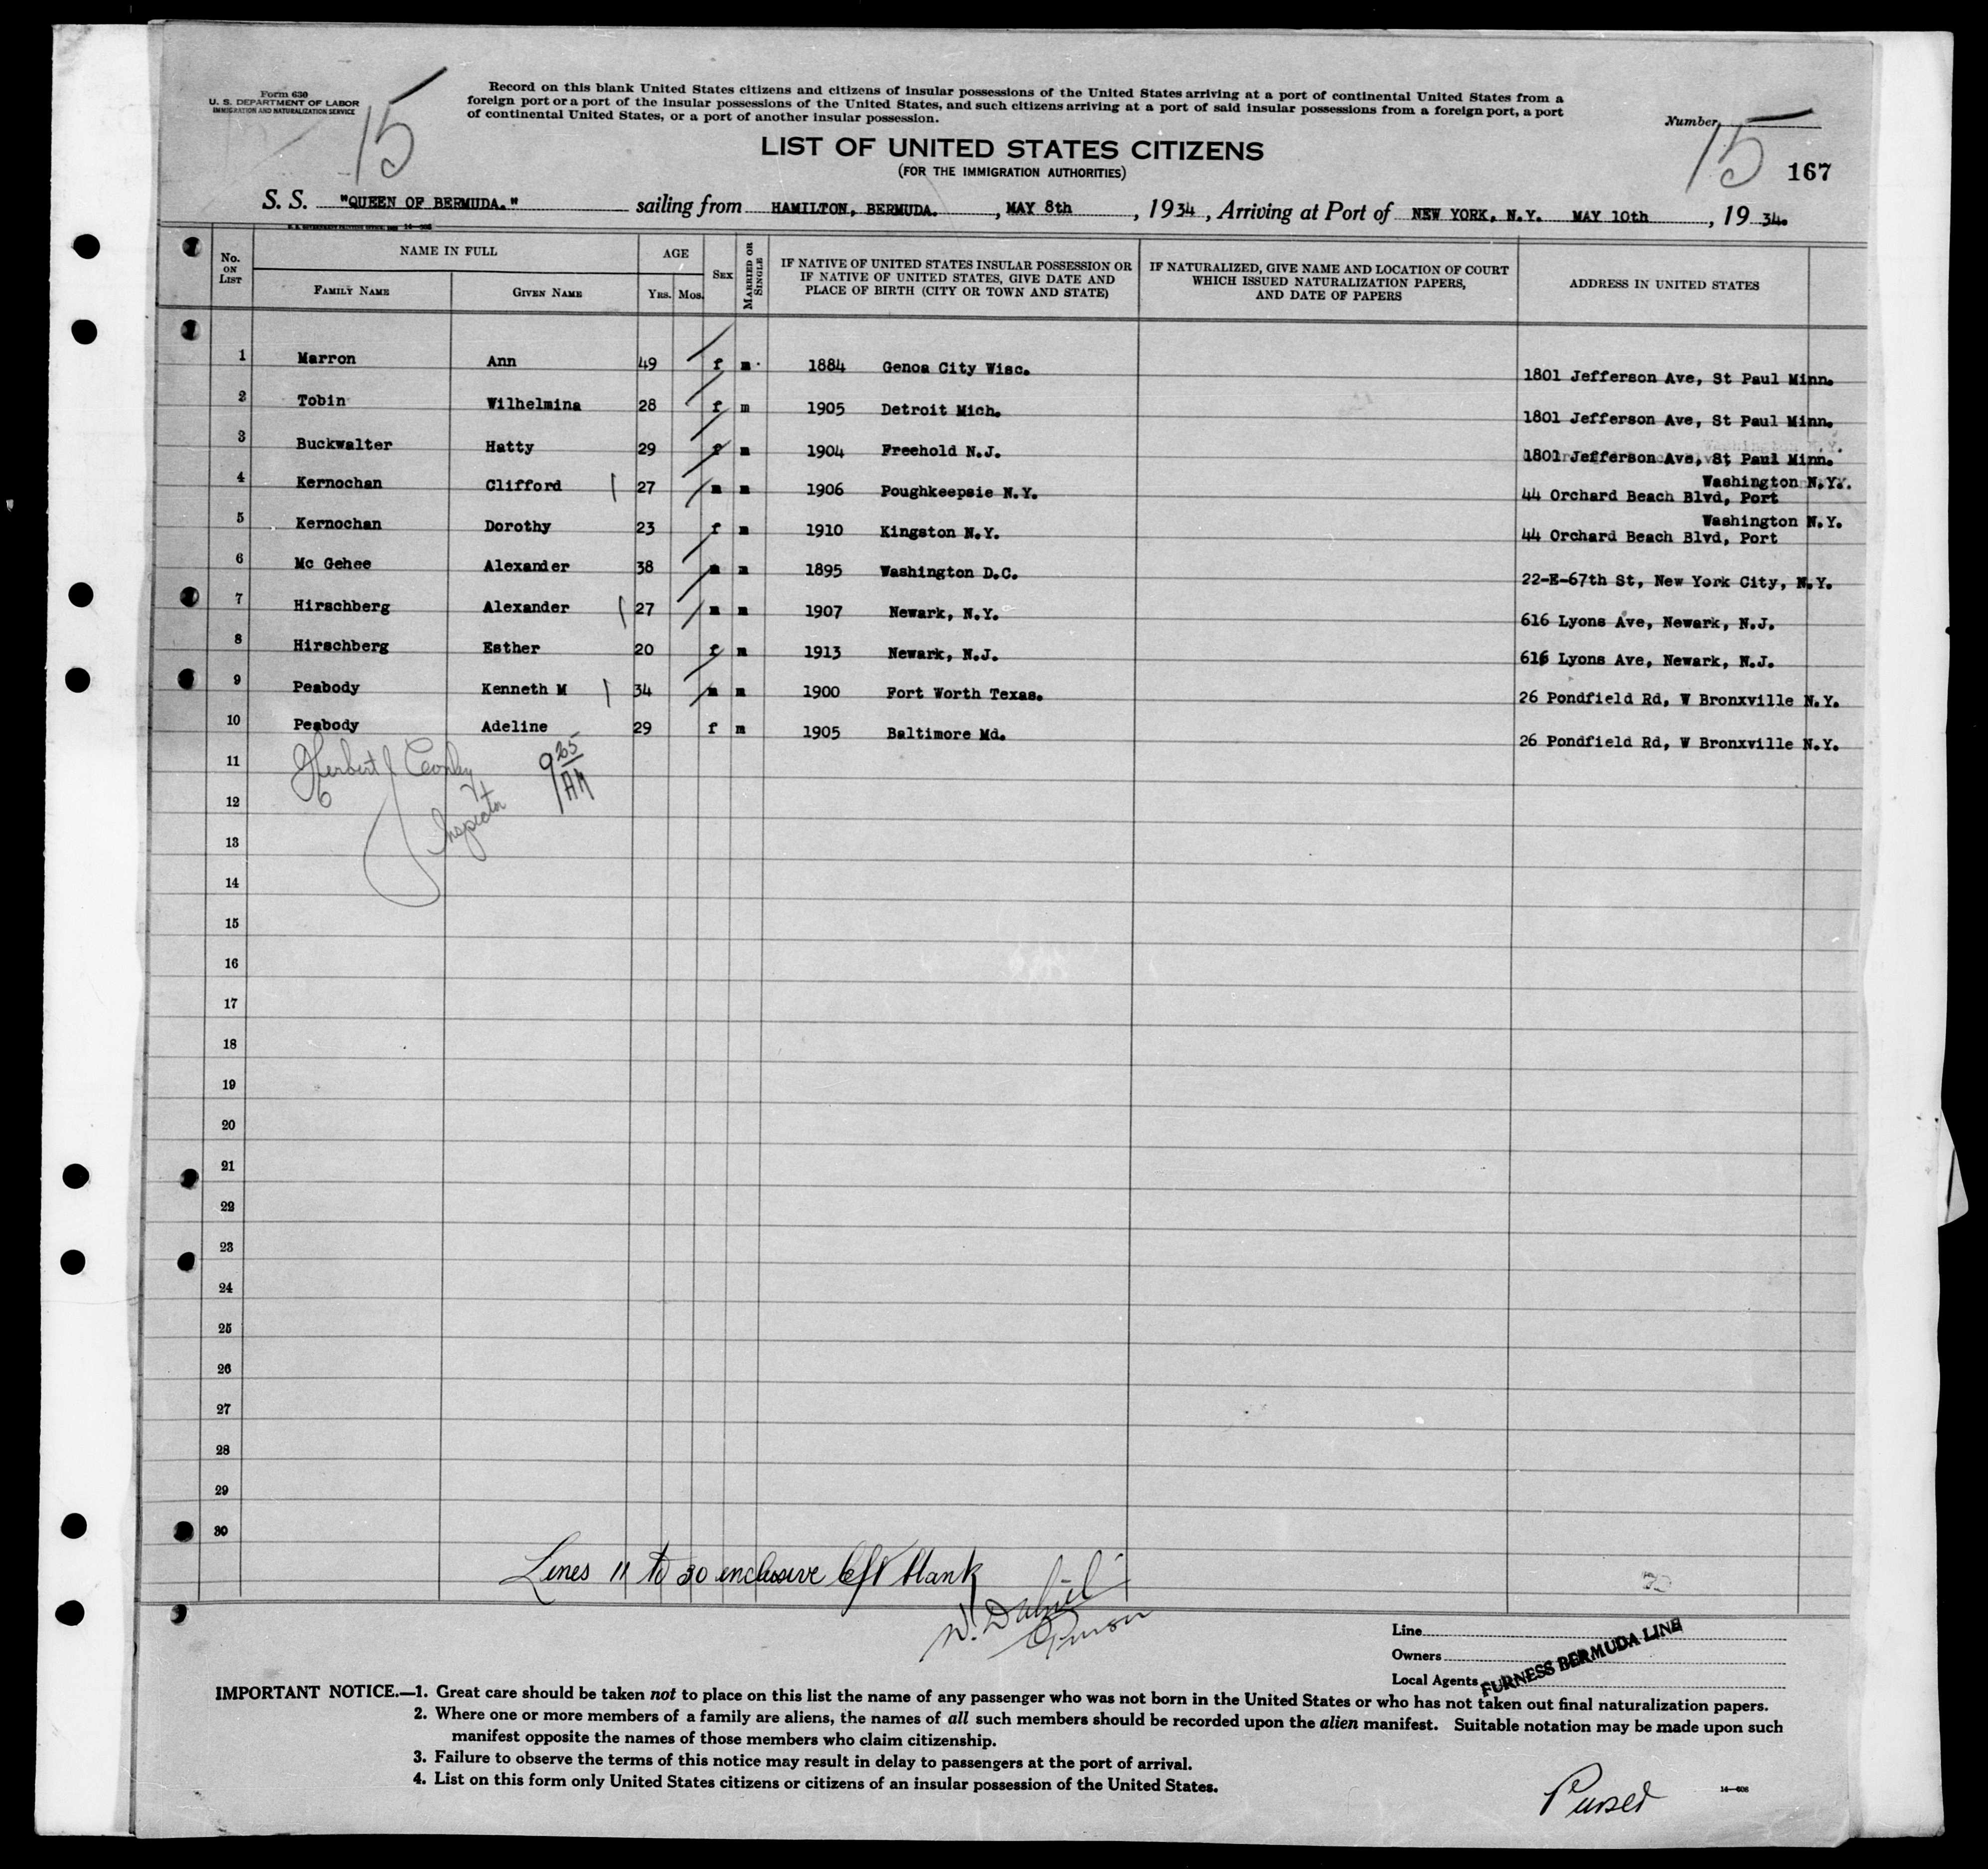 Form 630
U. S. DEPARTMENT OF LABOR
IMMIGRATION AND NATURALIZATION SERVICE
15
Record on this blank United States citizens and citizens of insular possessions of the United States arriving at a port of continental United States from a
foreign port or a port of the insular possessions of the United States, and such citizens arriving at a port of said insular possessions from a foreign port, a port
of continental United States, or a port of another insular possession.
Number
15
167
LIST OF UNITED STATES CITIZENS
(FOR THE IMMIGRATION AUTHORITIES)
S. S. "QUEEN OF BERMUDA." sailing from HAMILTON, BERMUDA. , MAY 8th , 1934 , Arriving at Port of NEW YORK, N.Y. MAY 10th , 19 34.
No. ON LIST
NAME IN FULL
FAMILY NAME GIVEN NAME
AGE
YRS. MOS.
SEX
MARRIED OR SINGLE
IF NATIVE OF UNITED STATES INSULAR POSSESSION OR
IF NATIVE OF UNITED STATES, GIVE DATE AND
PLACE OF BIRTH (CITY OR TOWN AND STATE)
IF NATURALIZED, GIVE NAME AND LOCATION OF COURT
WHICH ISSUED NATURALIZATION PAPERS,
AND DATE OF PAPERS
ADDRESS IN UNITED STATES
1 Marron Ann 49 f m 1884 Genoa City Wisc. 1801 Jefferson Ave, St Paul Minn.
2 Tobin Wilhelmina 28 f m 1905 Detroit Mich. 1801 Jefferson Ave, St Paul Minn.
3 Buckwalter Hatty 29 f m 1904 Freehold N.J. 1801 Jefferson Ave, St Paul Minn.
Washington N.Y.
4 Kernochan Clifford 27 m m 1906 Poughkeepsie N.Y. 44 Orchard Beach Blvd, Port
Washington N.Y.
5 Kernochan Dorothy 23 f m 1910 Kingston N.Y. 44 Orchard Beach Blvd, Port
6 Mc Gehee Alexander 38 m m 1895 Washington D.C. 22-E-67th St, New York City, N.Y.
7 Hirschberg Alexander 27 m m 1907 Newark, N.Y. 616 Lyons Ave, Newark, N.J.
8 Hirschberg Esther 20 f m 1913 Newark, N.J. 616 Lyons Ave, Newark, N.J.
9 Peabody Kenneth M 34 m m 1900 Fort Worth Texas. 26 Pondfield Rd, W Bronxville N.Y.
10 Peabody Adeline 29 f m 1905 Baltimore Md. 26 Pondfield Rd, W Bronxville N.Y.
11
Herbert J
Inspector
935 AM
12
13
14
15
16
17
18
19
20
21
22
23
24
25
26
27
28
29
30
Lines 11 to 30 inclusive left blank
W.
Line
Owners
Local Agents
FURNESS BERMUDA LINE
IMPORTANT NOTICE.—1. Great care should be taken not to place on this list the name of any passenger who was not born in the United States or who has not taken out final naturalization papers.
2. Where one or more members of a family are aliens, the names of all such members should be recorded upon the alien manifest. Suitable notation may be made upon such
manifest opposite the names of those members who claim citizenship.
3. Failure to observe the terms of this notice may result in delay to passengers at the port of arrival.
4. List on this form only United States citizens or citizens of an insular possession of the United States.
Purser
14—606